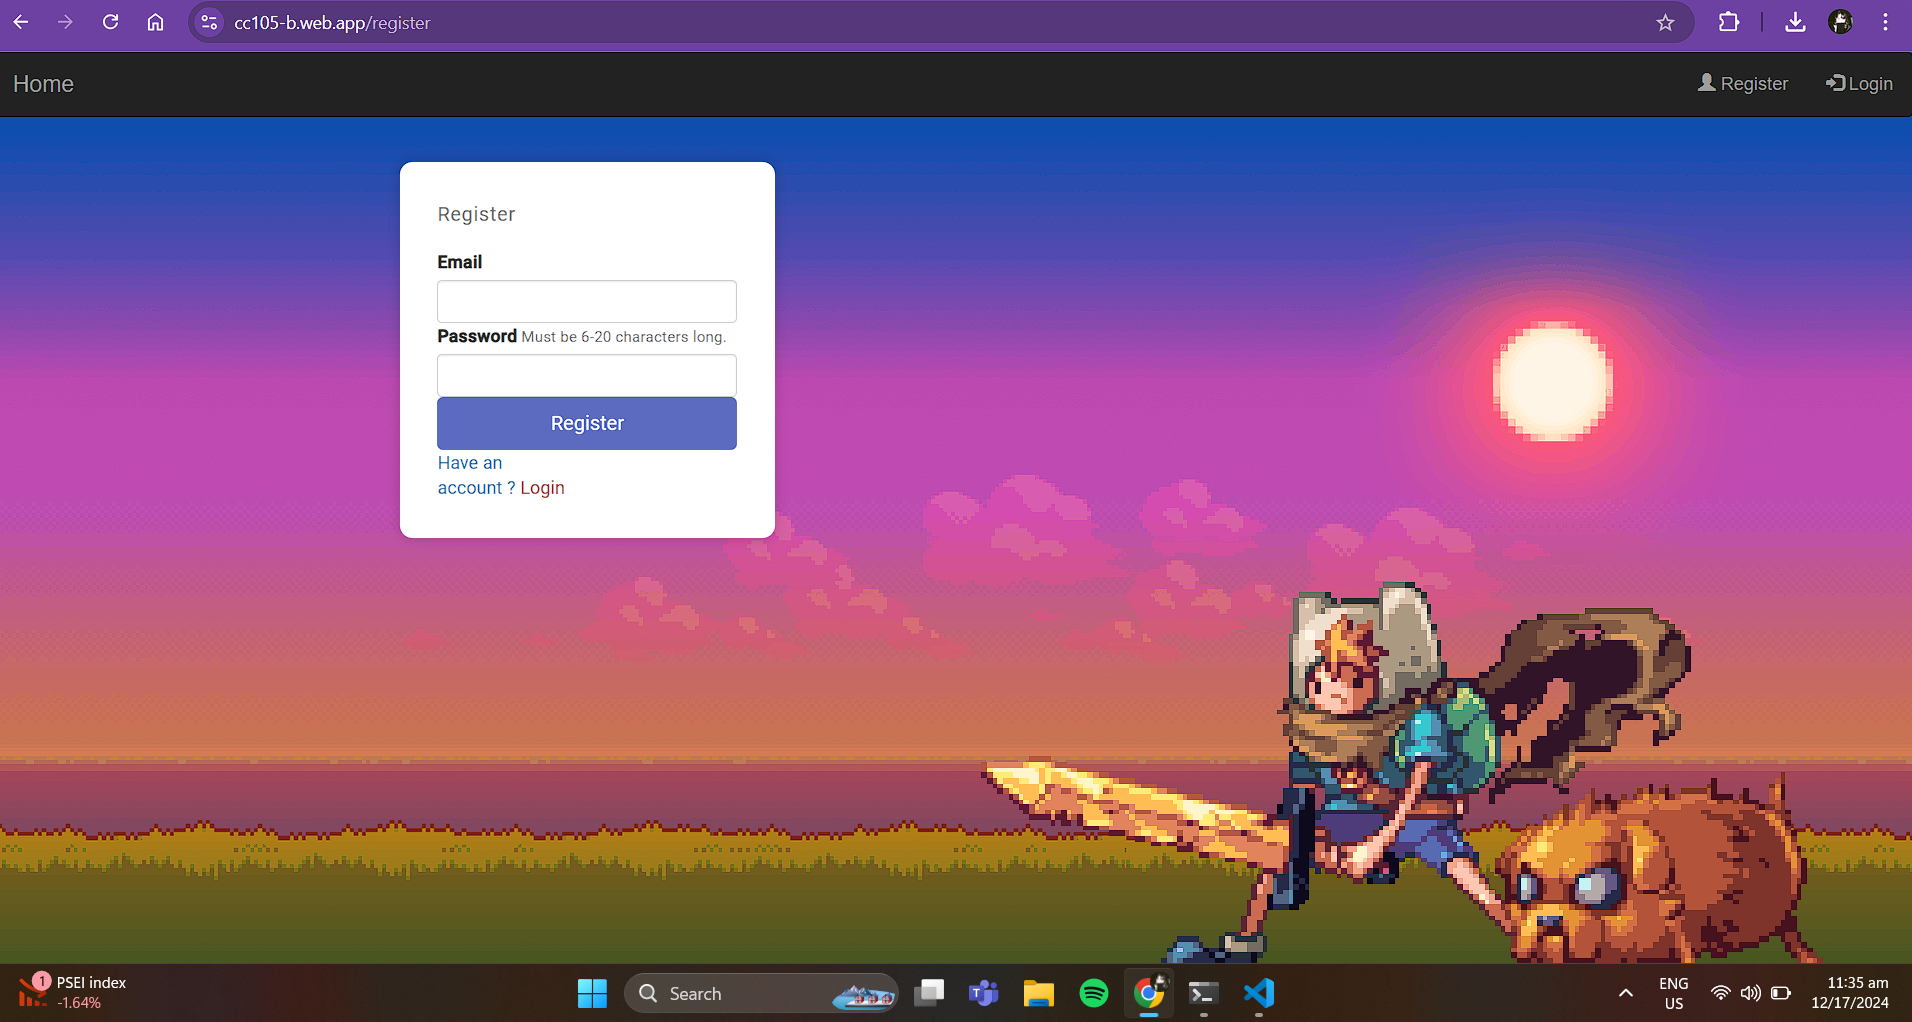 cc105-b.web.app/register
Home
Register
Login
Register
Email
Password Must be 6-20 characters long.
Register
Have an
account ? Login
1
PSEI index
-1.64%
Search
ENG
US
11:35 am
12/17/2024